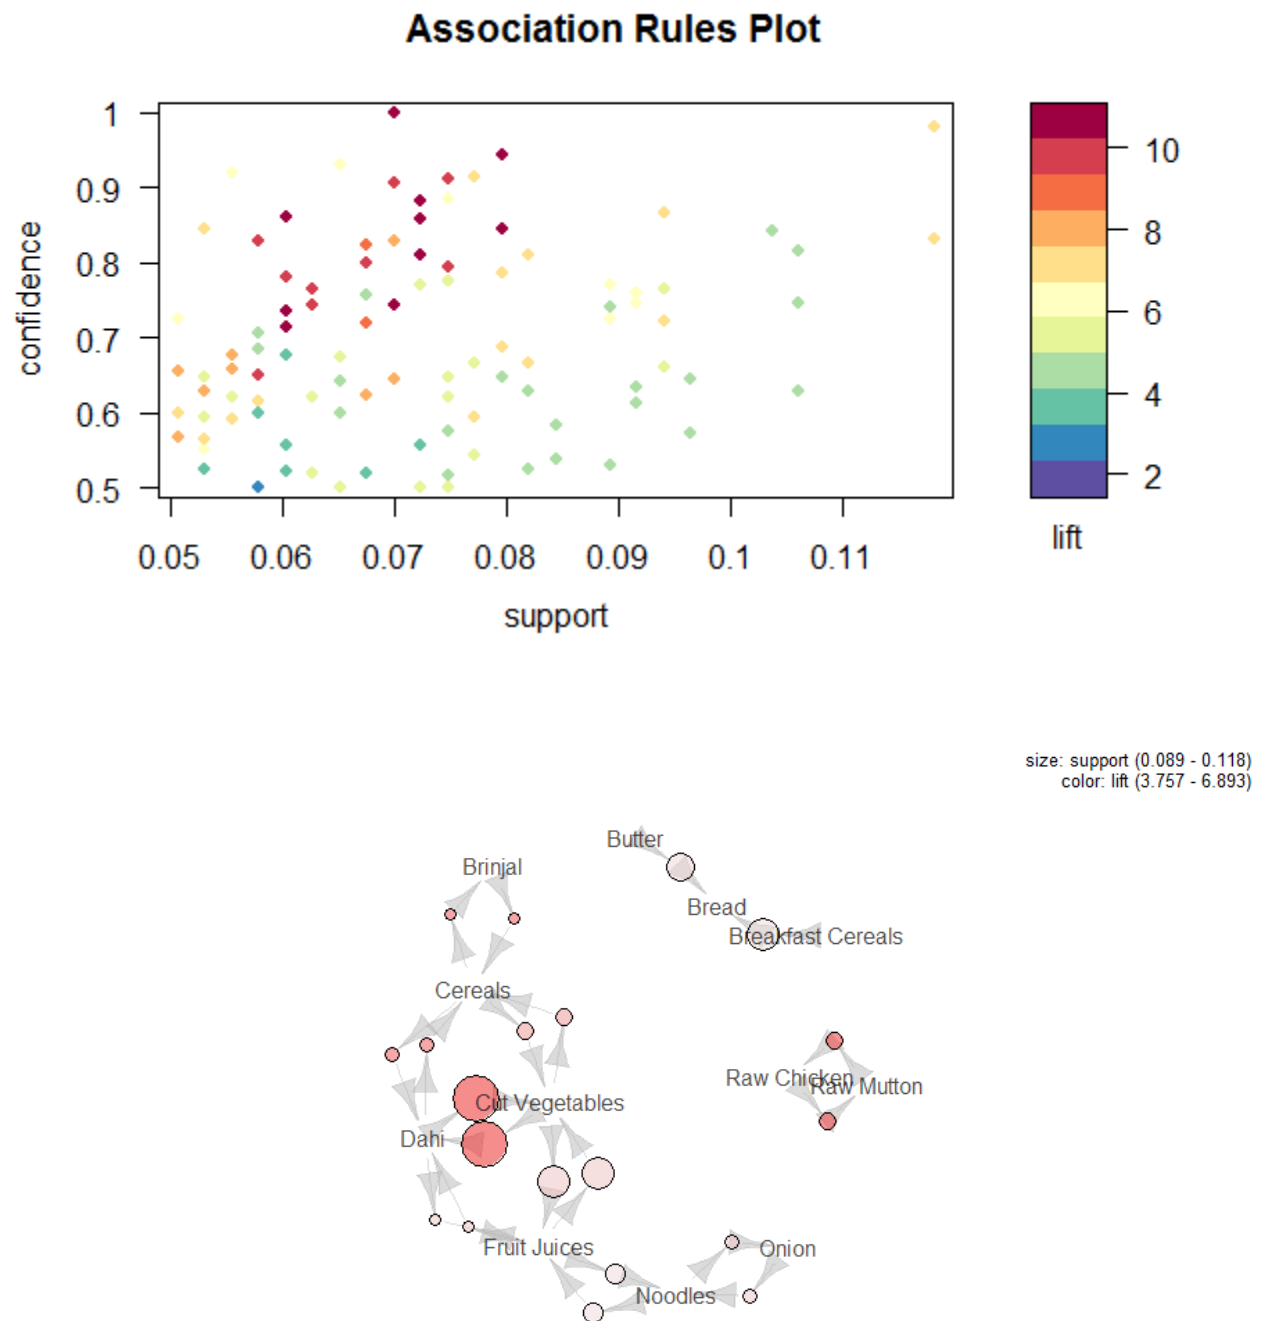 Association Rules Plot
1
0.9
0.8
0.7
0.6
0.5
confidence
0.05 0.06 0.07 0.08 0.09 0.1 0.11
support
10
8
6
4
2
lift
size: support (0.089 - 0.118)
color: lift (3.757 - 6.893)
Butter
Brinjal
Bread
Breakfast Cereals
Cereals
Raw Chicken
Raw Mutton
Cut Vegetables
Dahi
Fruit Juices
Onion
Noodles